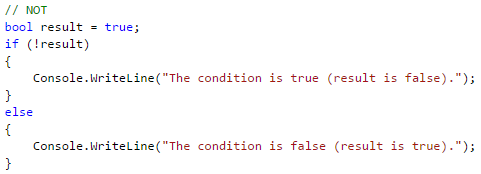 // NOT
bool result = true;
if (!result)
{
    Console.WriteLine("The condition is true (result is false).");
}
else
{
    Console.WriteLine("The condition is false (result is true).");
}